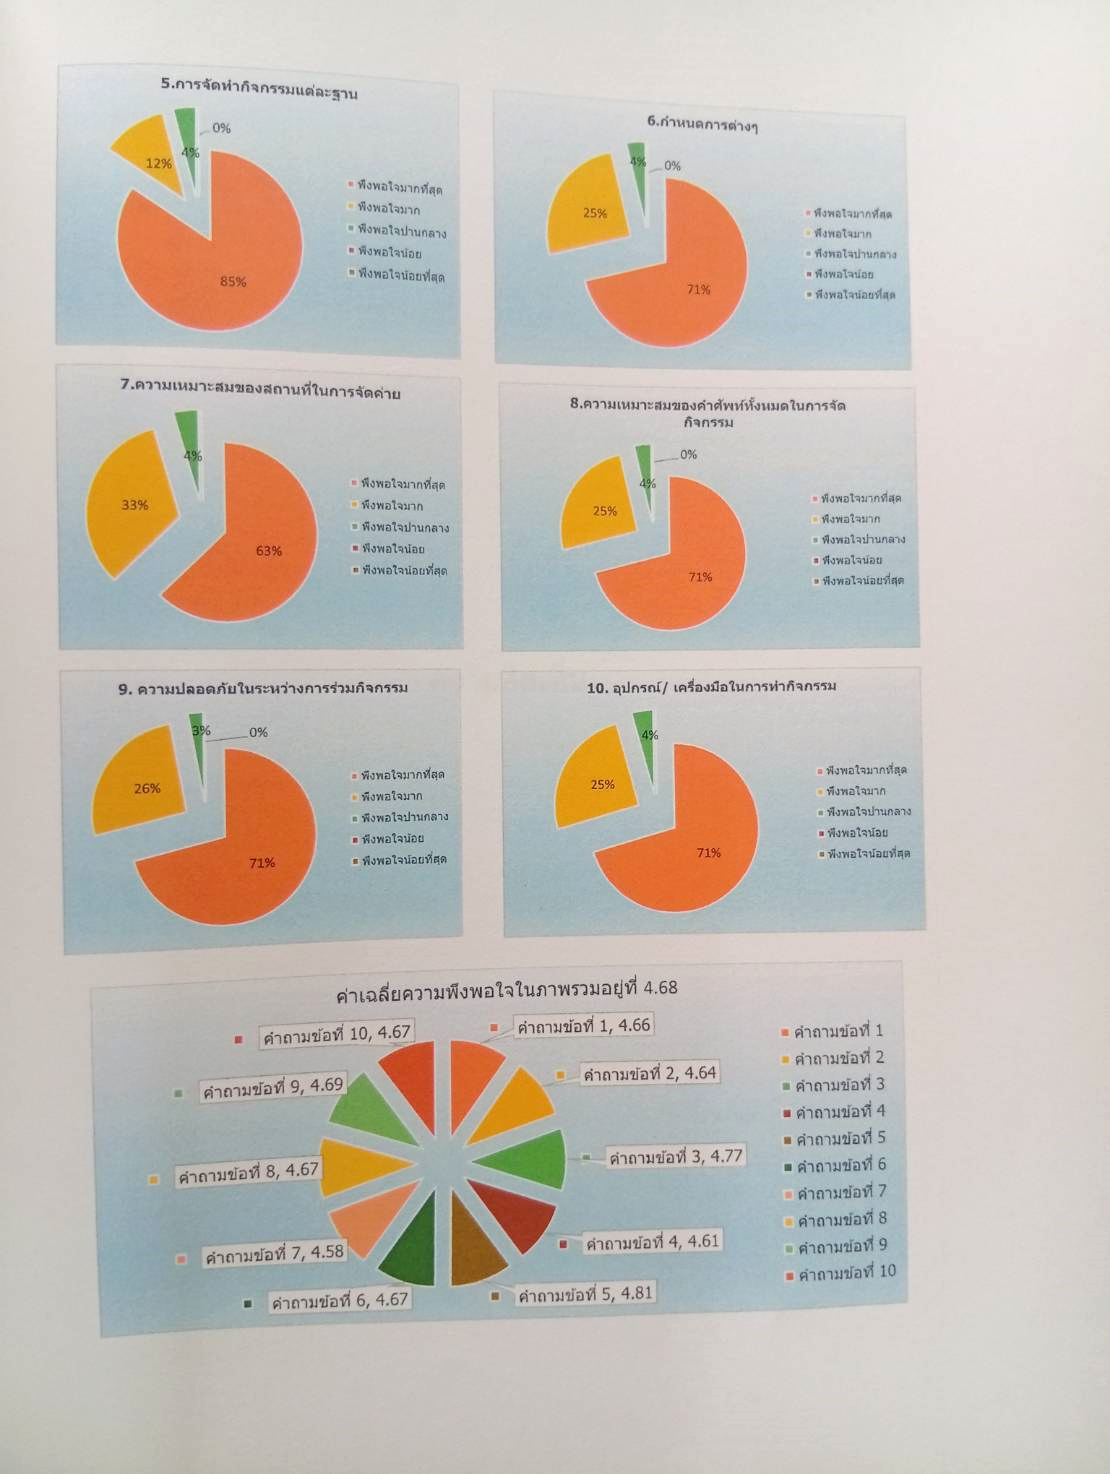 5.การจัดทำกิจกรรมแต่ละฐาน
0%
4%
12%
85%
พึงพอใจมากที่สุด
พึงพอใจมาก
พึงพอใจปานกลาง
พึงพอใจน้อย
พึงพอใจน้อยที่สุด
6.กำหนดการต่างๆ
4%
0%
25%
71%
พึงพอใจมากที่สุด
พึงพอใจมาก
พึงพอใจปานกลาง
พึงพอใจน้อย
พึงพอใจน้อยที่สุด
7.ความเหมาะสมของสถานที่ในการจัดค่าย
4%
33%
63%
พึงพอใจมากที่สุด
พึงพอใจมาก
พึงพอใจปานกลาง
พึงพอใจน้อย
พึงพอใจน้อยที่สุด
8.ความเหมาะสมของคำศัพท์ทั้งหมดในการจัด
กิจกรรม
0%
4%
25%
71%
พึงพอใจมากที่สุด
พึงพอใจมาก
พึงพอใจปานกลาง
พึงพอใจน้อย
พึงพอใจน้อยที่สุด
9. ความปลอดภัยในระหว่างการร่วมกิจกรรม
3%
0%
26%
71%
พึงพอใจมากที่สุด
พึงพอใจมาก
พึงพอใจปานกลาง
พึงพอใจน้อย
พึงพอใจน้อยที่สุด
10. อุปกรณ์/ เครื่องมือในการทำกิจกรรม
4%
25%
71%
พึงพอใจมากที่สุด
พึงพอใจมาก
พึงพอใจปานกลาง
พึงพอใจน้อย
พึงพอใจน้อยที่สุด
ค่าเฉลี่ยความพึงพอใจในภาพรวมอยู่ที่ 4.68
คำถามข้อที่ 10, 4.67
คำถามข้อที่ 1, 4.66
คำถามข้อที่ 9, 4.69
คำถามข้อที่ 2, 4.64
คำถามข้อที่ 8, 4.67
คำถามข้อที่ 3, 4.77
คำถามข้อที่ 7, 4.58
คำถามข้อที่ 4, 4.61
คำถามข้อที่ 6, 4.67
คำถามข้อที่ 5, 4.81
คำถามข้อที่ 1
คำถามข้อที่ 2
คำถามข้อที่ 3
คำถามข้อที่ 4
คำถามข้อที่ 5
คำถามข้อที่ 6
คำถามข้อที่ 7
คำถามข้อที่ 8
คำถามข้อที่ 9
คำถามข้อที่ 10